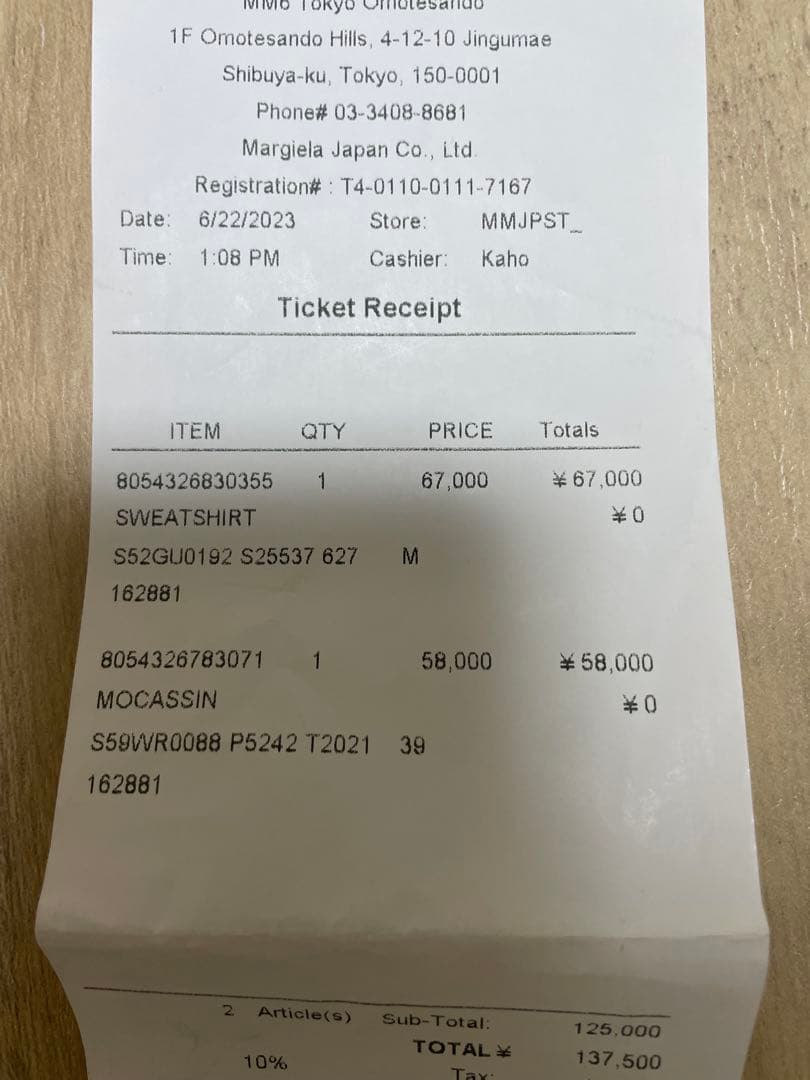 MM6 Tokyo Omotesando
1F Omotesando Hills, 4-12-10 Jingumae
Shibuya-ku, Tokyo, 150-0001
Phone# 03-3408-8681
Margiela Japan Co., Ltd.
Registration# : T4-0110-0111-7167
Date: 6/22/2023 Store: MMJPST_
Time: 1:08 PM Cashier: Kaho
Ticket Receipt
ITEM QTY PRICE Totals
8054326830355 1 67,000 ¥67,000
SWEATSHIRT ¥0
S52GU0192 S25537 627 M
162881
8054326783071 1 58,000 ¥58,000
MOCASSIN ¥0
S59WR0088 P5242 T2021 39
162881
2 Article(s) Sub-Total: 125,000
TOTAL ¥ 137,500
10% Tax: